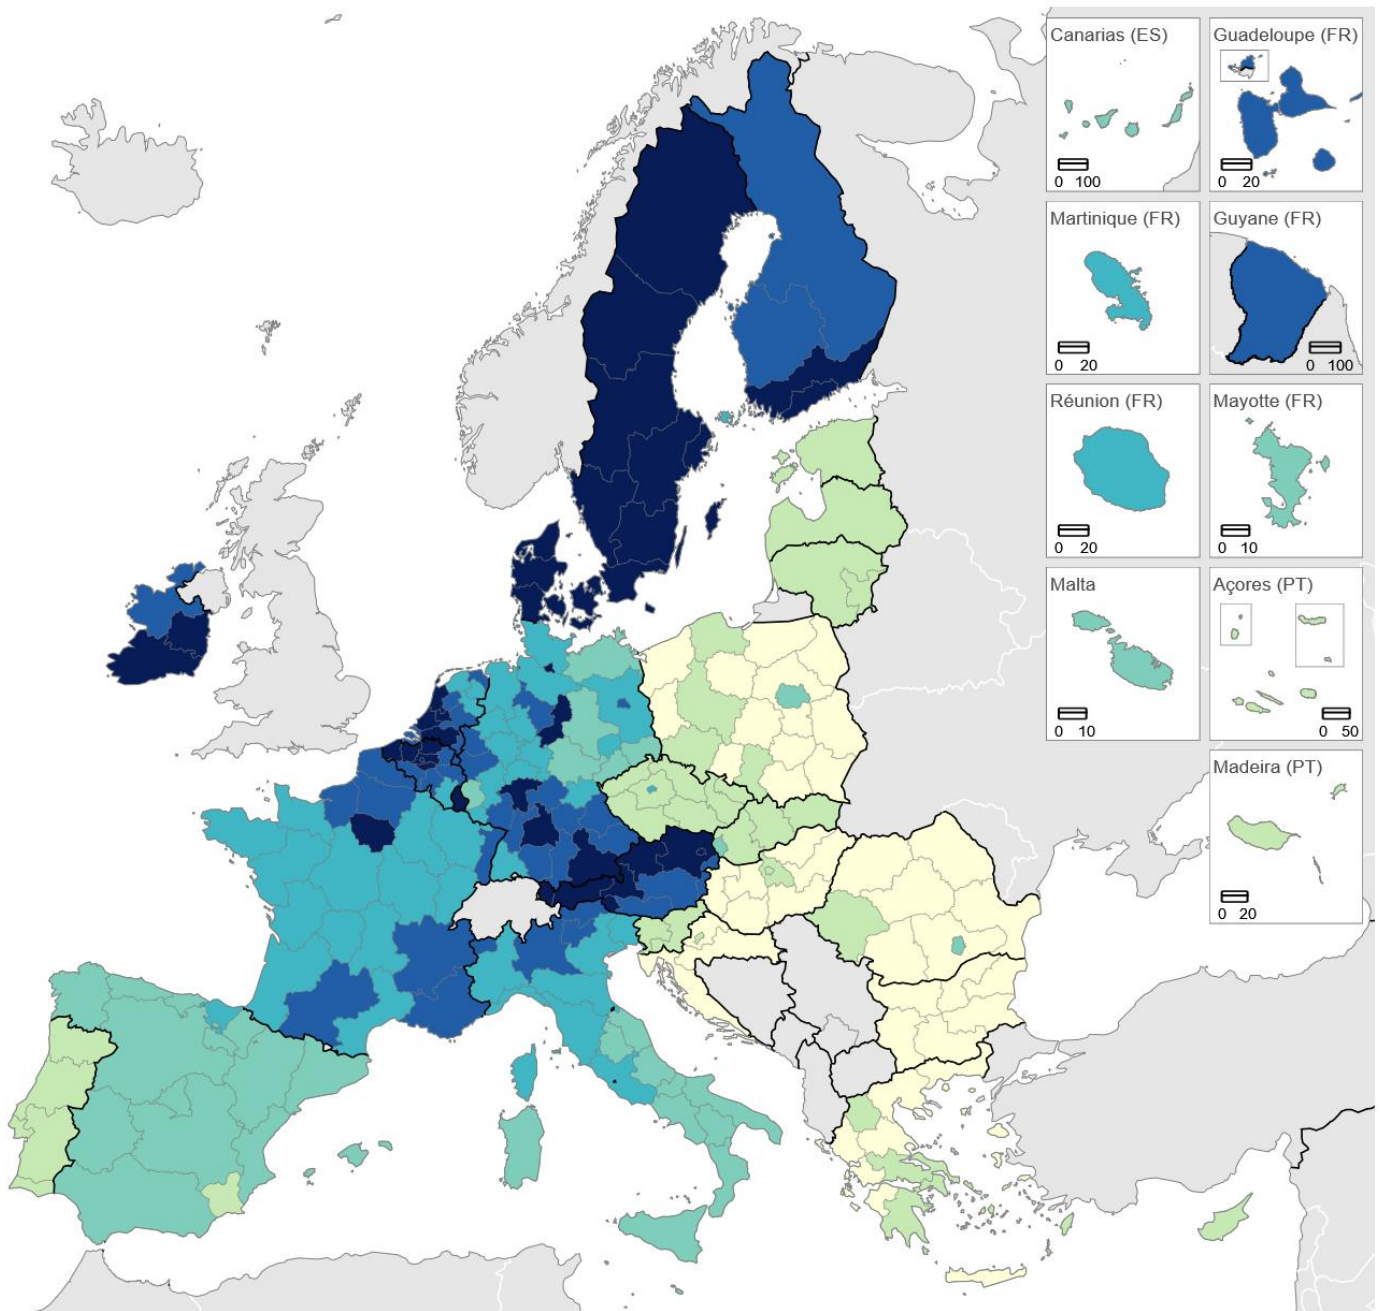 Canarias (ES)
0 100
Guadeloupe (FR)
0 20
Martinique (FR)
0 20
Guyane (FR)
0 100
Réunion (FR)
0 20
Mayotte (FR)
0 10
Malta
0 10
Açores (PT)
0 50
Madeira (PT)
0 20